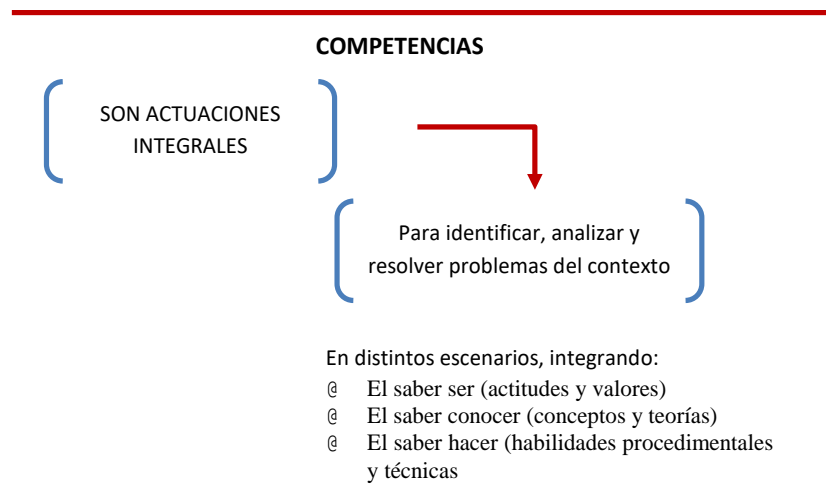 COMPETENCIAS
SON ACTUACIONES
INTEGRALES
Para identificar, analizar y
resolver problemas del contexto
En distintos escenarios, integrando:
@ El saber ser (actitudes y valores)
@ El saber conocer (conceptos y teorías)
@ El saber hacer (habilidades procedimentales
y técnicas